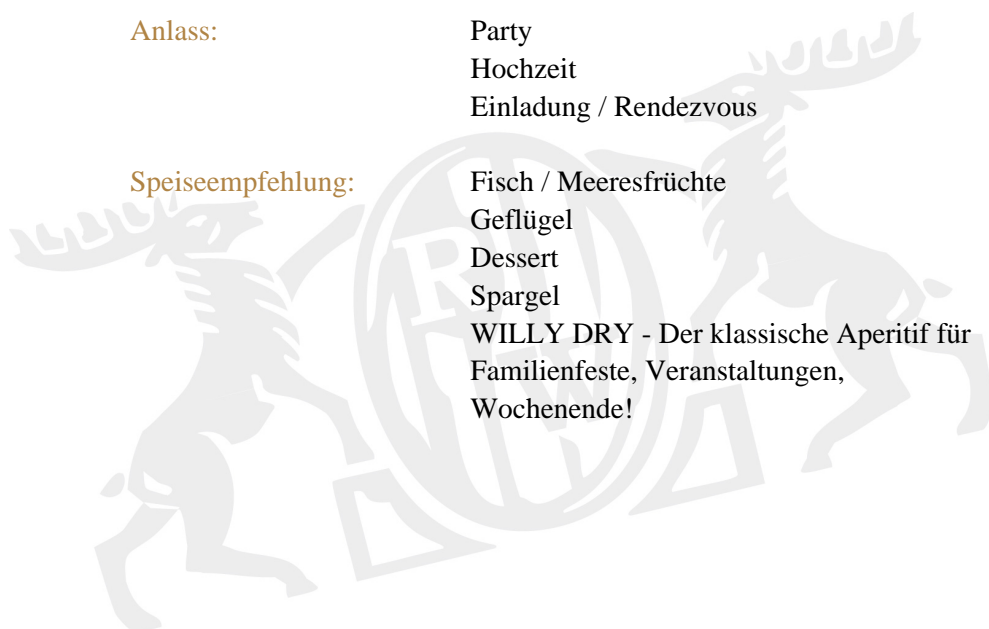 Anlass: Party
Hochzeit
Einladung / Rendezvous
Speiseempfehlung: Fisch / Meeresfrüchte
Geflügel
Dessert
Spargel
WILLY DRY - Der klassische Aperitif für
Familienfeste, Veranstaltungen,
Wochenende!